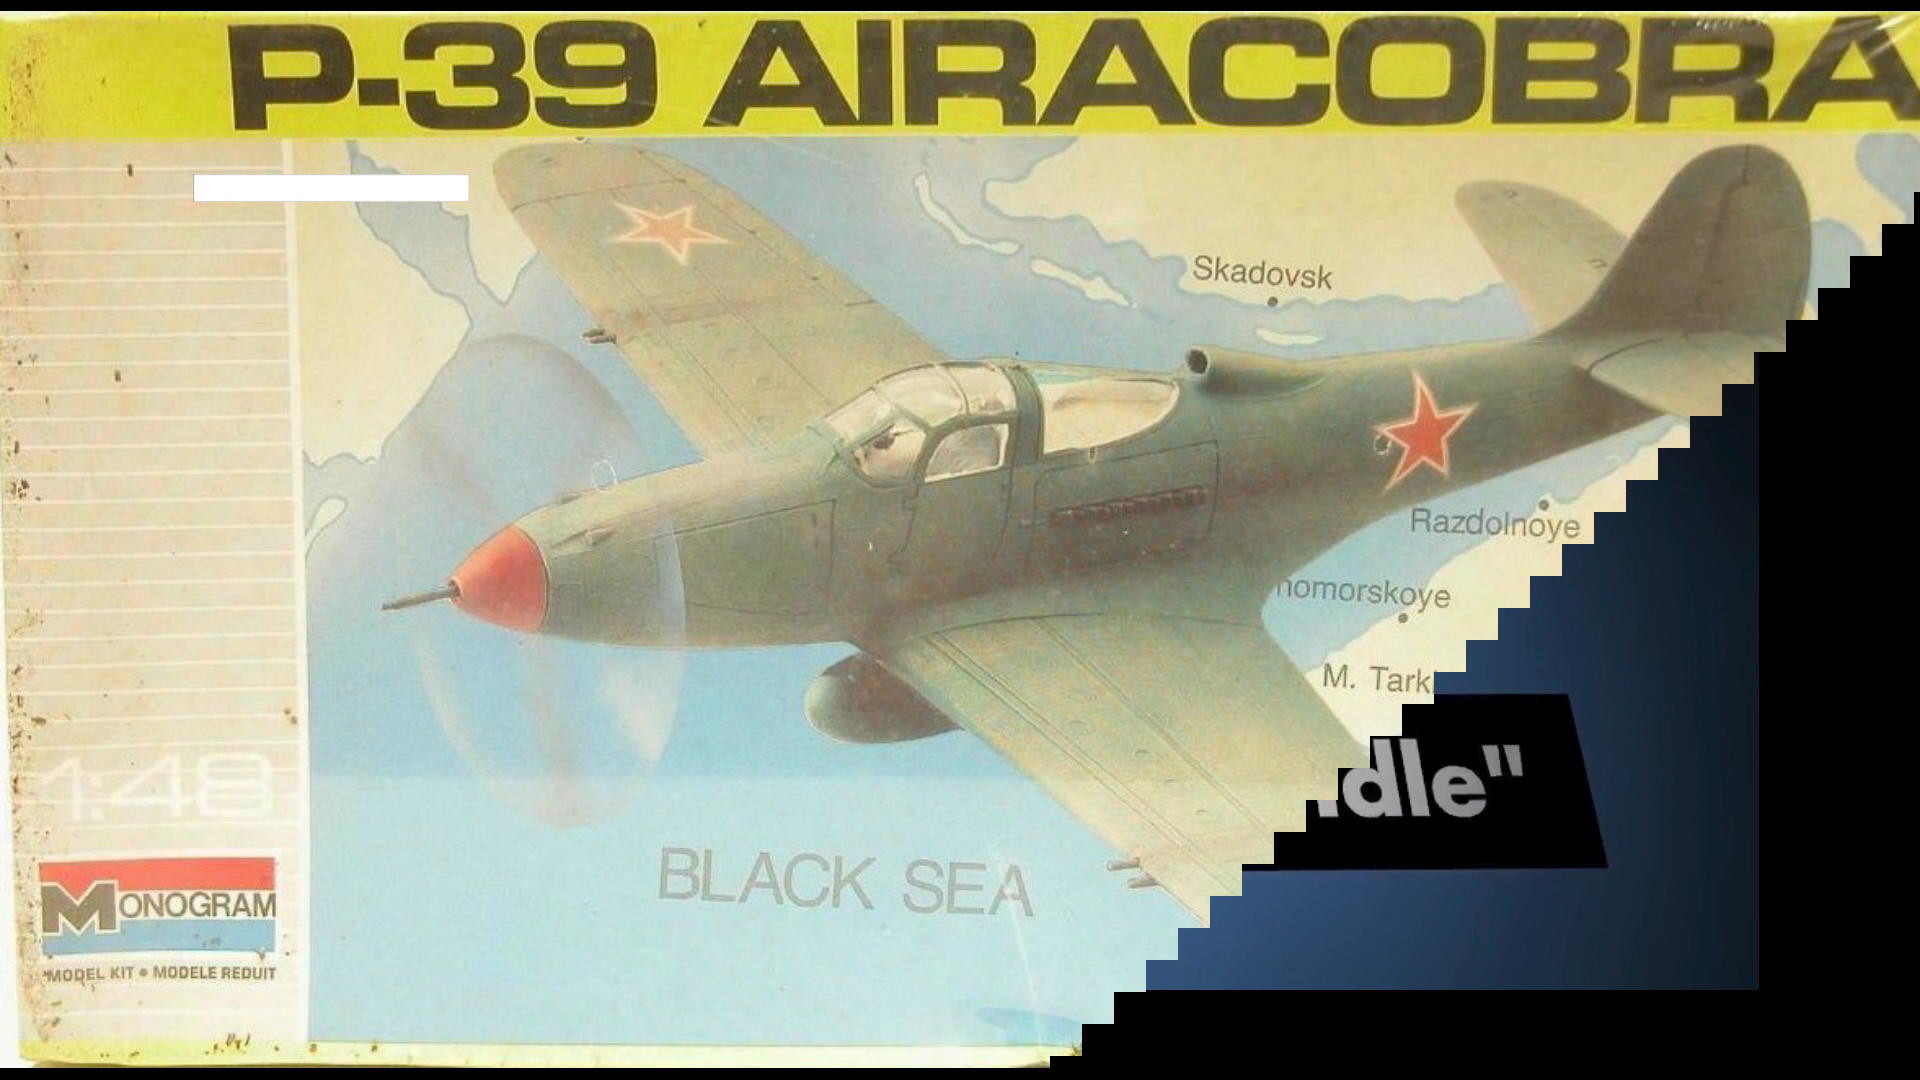 P-39 AIRACOBRA
Skadovsk
Razdolnoye
nomorskoye
M. Tark
1:48
dle"
BLACK SEA
MONOGRAM
MODEL KIT • MODELE REDUIT